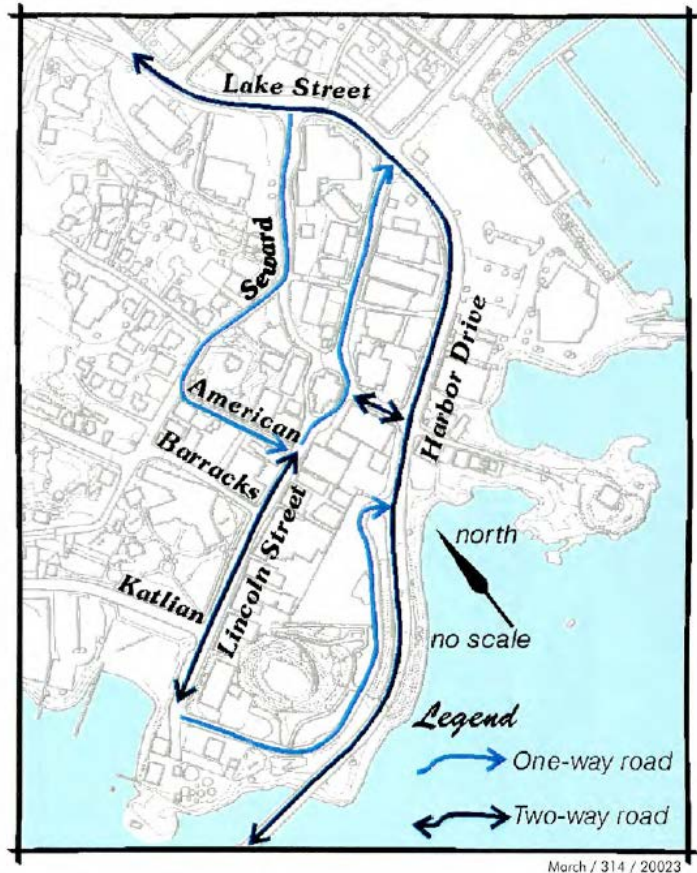 Lake Street
Seward
American
Barracks
Harbor Drive
Lincoln Street
Katlian
north
no scale
Legend
One-way road
Two-way road
March / 314 / 20023